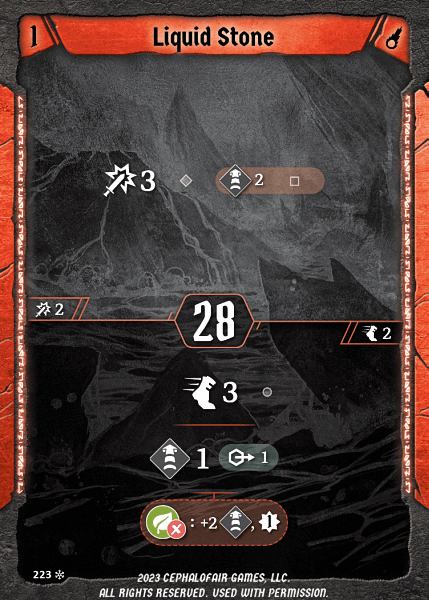 1
Liquid Stone
3
2
2
28
2
3
1
1
: +2 ,
223
2023 CEPHALOFAIR GAMES, LLC.
ALL RIGHTS RESERVED. USED WITH PERMISSION.